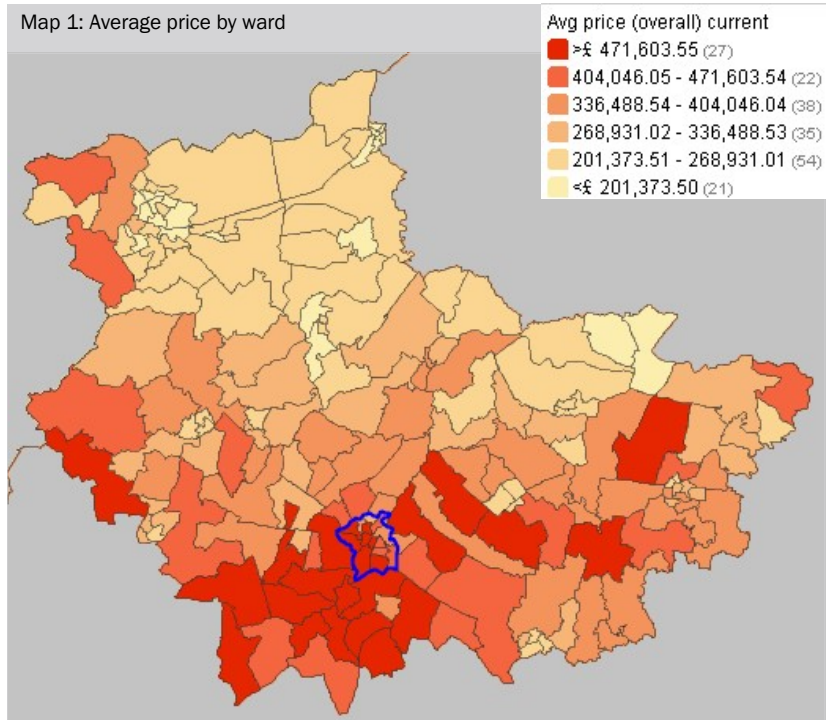 Map 1: Average price by ward
Avg price (overall) current
>£ 471,603.55 (27)
404,046.05 - 471,603.54 (22)
336,488.54 - 404,046.04 (38)
268,931.02 - 336,488.53 (35)
201,373.51 - 268,931.01 (54)
<£ 201,373.50 (21)